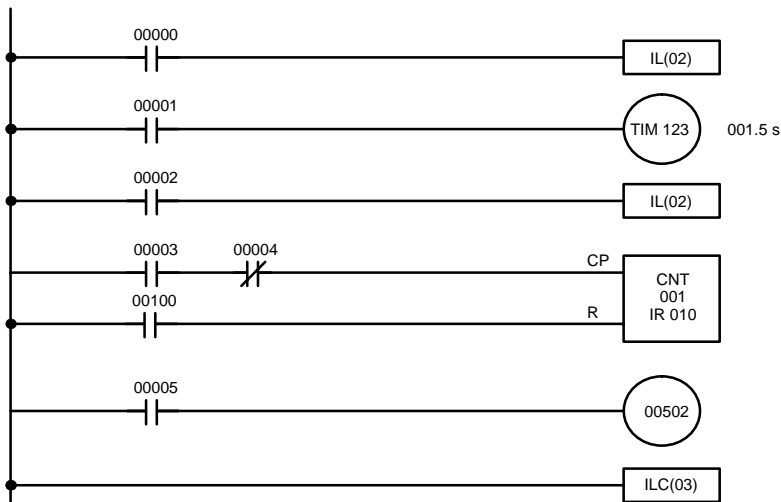 00000
IL(02)
00001
TIM 123
001.5 s
00002
IL(02)
00003
00004
CP
CNT
001
IR 010
00100
R
00005
00502
ILC(03)